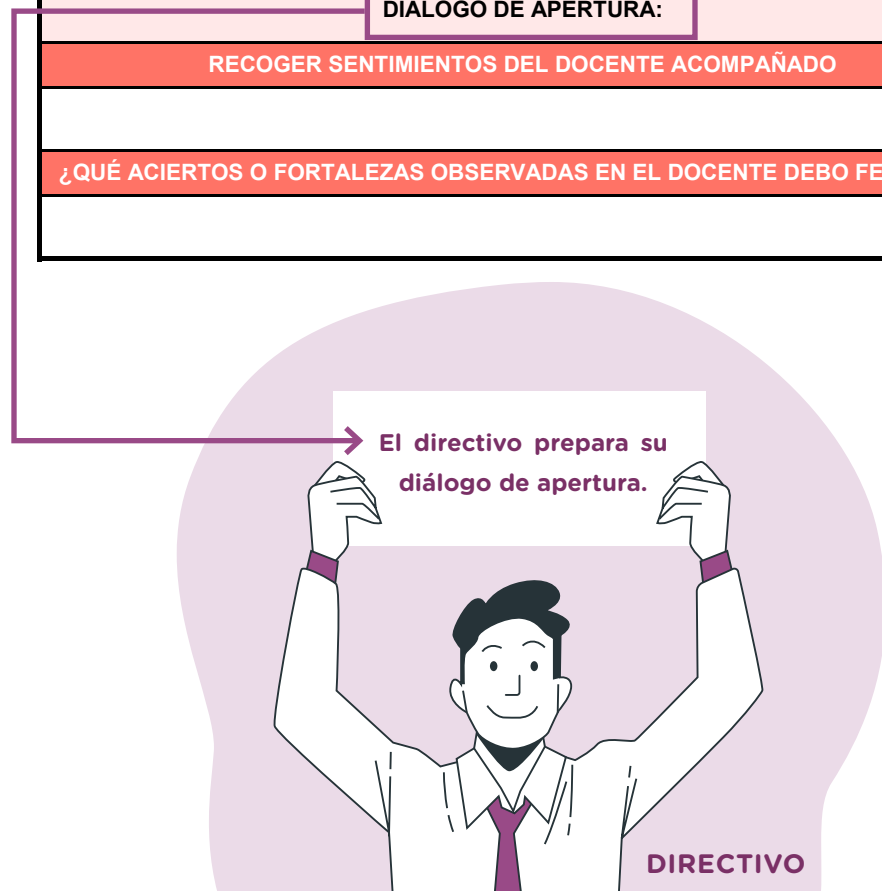 DIÁLOGO DE APERTURA:
RECOGER SENTIMIENTOS DEL DOCENTE ACOMPAÑADO
¿QUÉ ACIERTOS O FORTALEZAS OBSERVADAS EN EL DOCENTE DEBO FE
El directivo prepara su
diálogo de apertura.
DIRECTIVO